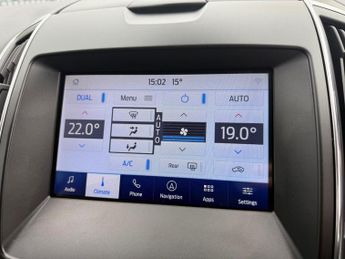 15:02 15°
DUAL Menu AUTO
22.0° AUTO 19.0°
A/C Rear
Audio Climate Phone Navigation Apps Settings